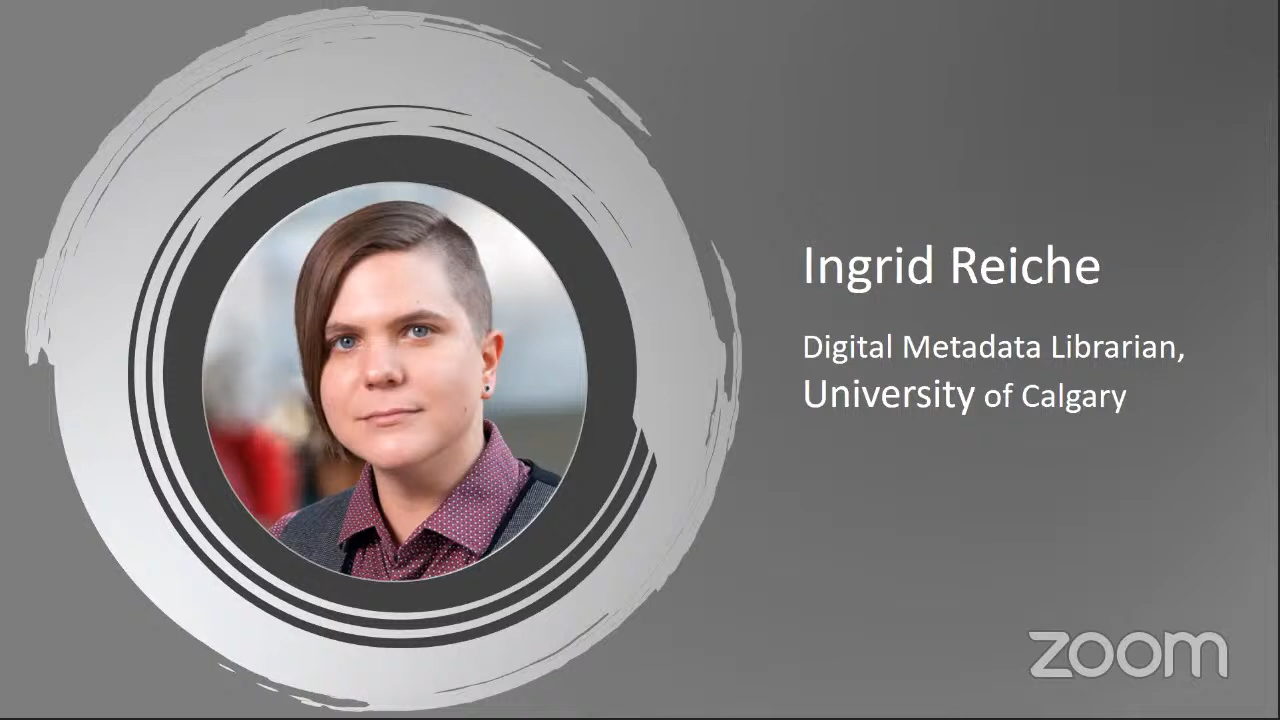 Ingrid Reiche
Digital Metadata Librarian,
University of Calgary
zoom